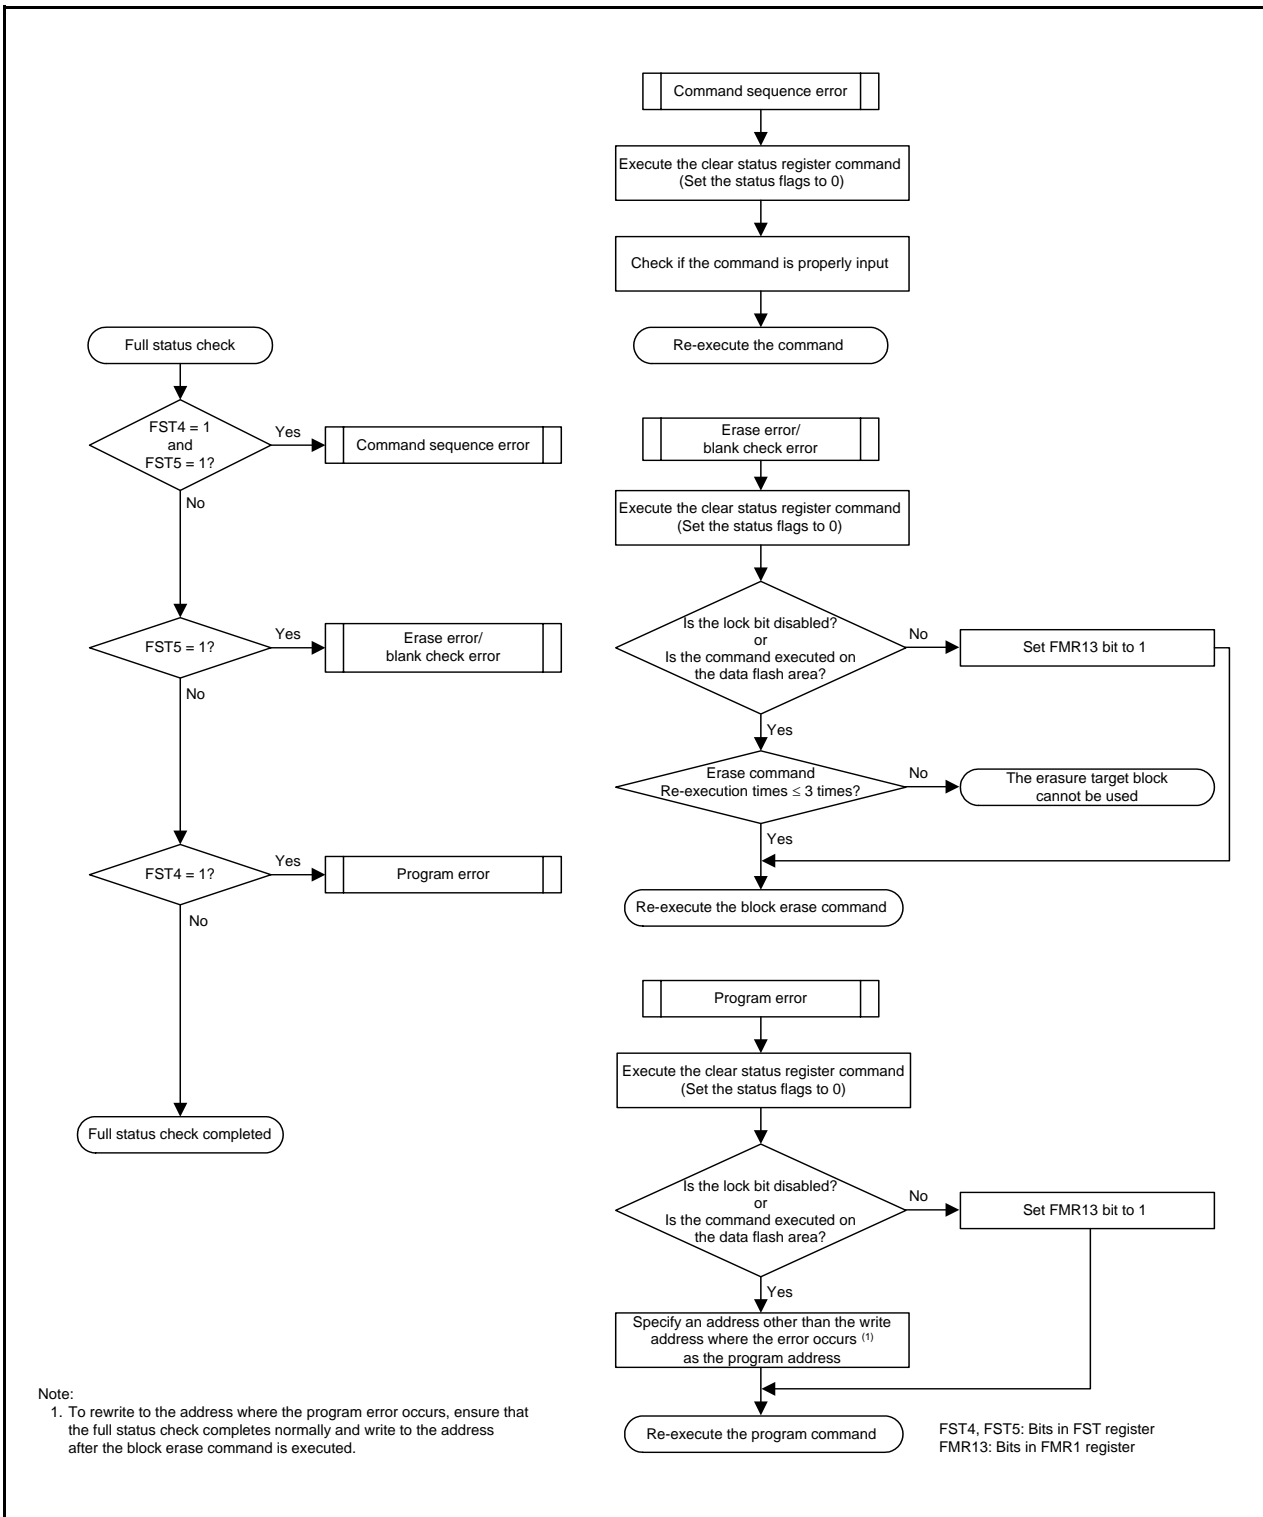 Command sequence error
Execute the clear status register command
(Set the status flags to 0)
Check if the command is properly input
Re-execute the command
Full status check
FST4 = 1
and
FST5 = 1?
Yes
Command sequence error
No
FST5 = 1?
Yes
Erase error/
blank check error
No
FST4 = 1?
Yes
Program error
No
Full status check completed
Erase error/
blank check error
Execute the clear status register command
(Set the status flags to 0)
Is the lock bit disabled?
or
Is the command executed on
the data flash area?
No
Set FMR13 bit to 1
Yes
Erase command
Re-execution times ≤ 3 times?
No
The erasure target block
cannot be used
Yes
Re-execute the block erase command
Program error
Execute the clear status register command
(Set the status flags to 0)
Is the lock bit disabled?
or
Is the command executed on
the data flash area?
No
Set FMR13 bit to 1
Yes
Specify an address other than the write
address where the error occurs (1)
as the program address
Re-execute the program command
Note:
1. To rewrite to the address where the program error occurs, ensure that
the full status check completes normally and write to the address
after the block erase command is executed.
FST4, FST5: Bits in FST register
FMR13: Bits in FMR1 register